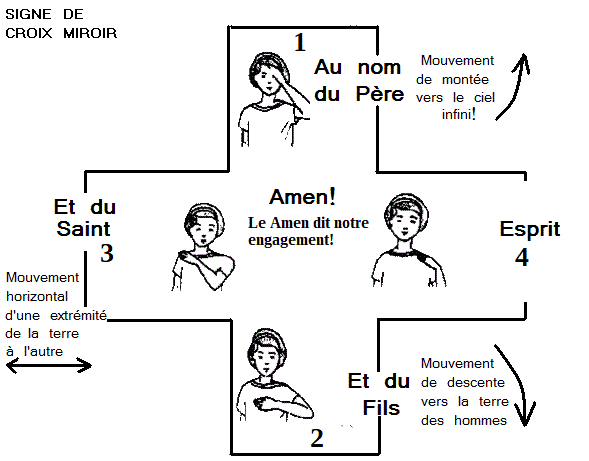 SIGNE DE
CROIX MIROIR
1
Au nom
du Père
Mouvement
de montée
vers le ciel
infini!
Et du
Saint
3
Amen!
Le Amen dit notre
engagement!
Esprit
4
Mouvement
horizontal
d'une extrémité
de la terre
à l'autre
Et du
Fils
2
Mouvement
de descente
vers la terre
des hommes